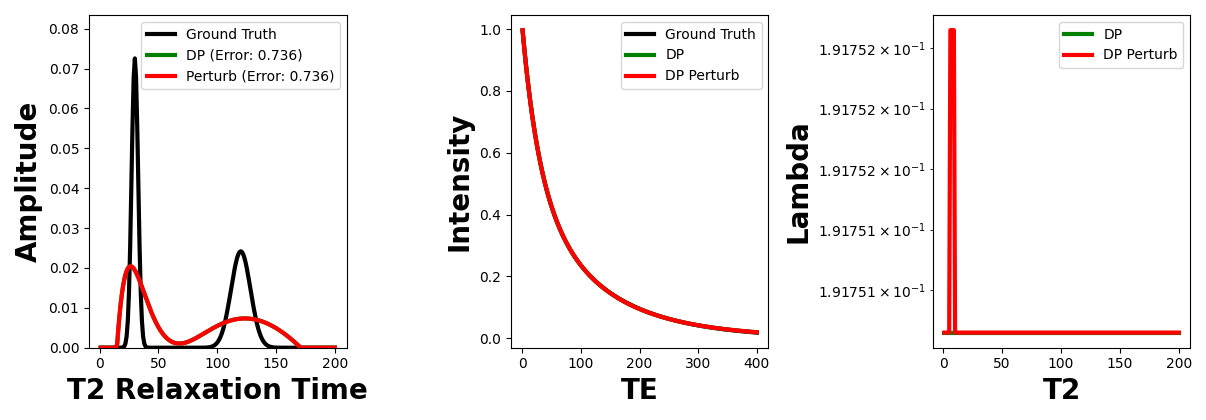 0.08
0.07
0.06
0.05
0.04
0.03
0.02
0.01
0.00
Amplitude
Ground Truth
DP (Error: 0.736)
Perturb (Error: 0.736)
0 50 100 150 200
T2 Relaxation Time
1.0
0.8
0.6
0.4
0.2
0.0
Intensity
Ground Truth
DP
DP Perturb
0 100 200 300 400
TE
1.91752 × 10⁻¹
1.91752 × 10⁻¹
1.91752 × 10⁻¹
1.91751 × 10⁻¹
1.91751 × 10⁻¹
Lambda
DP
DP Perturb
0 50 100 150 200
T2